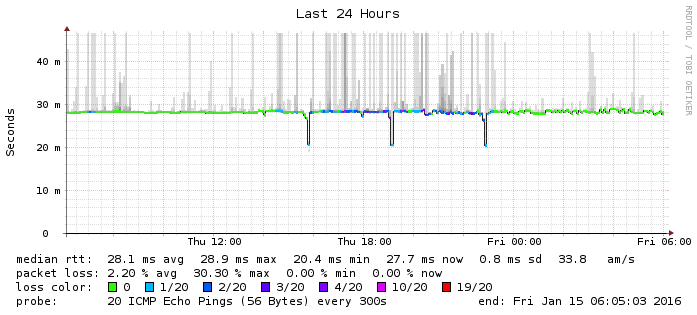 Last 24 Hours
RRDTOOL / TOBI OETIKER
Seconds
40 m
30 m
20 m
10 m
0
Thu 12:00 Thu 18:00 Fri 00:00 Fri 06:00
median rtt: 28.1 ms avg 28.9 ms max 20.4 ms min 27.7 ms now 0.8 ms sd 33.8 am/s
packet loss: 2.20 % avg 30.30 % max 0.00 % min 0.00 % now
loss color: 0 1/20 2/20 3/20 4/20 10/20 19/20
probe: 20 ICMP Echo Pings (56 Bytes) every 300s end: Fri Jan 15 06:05:03 2016